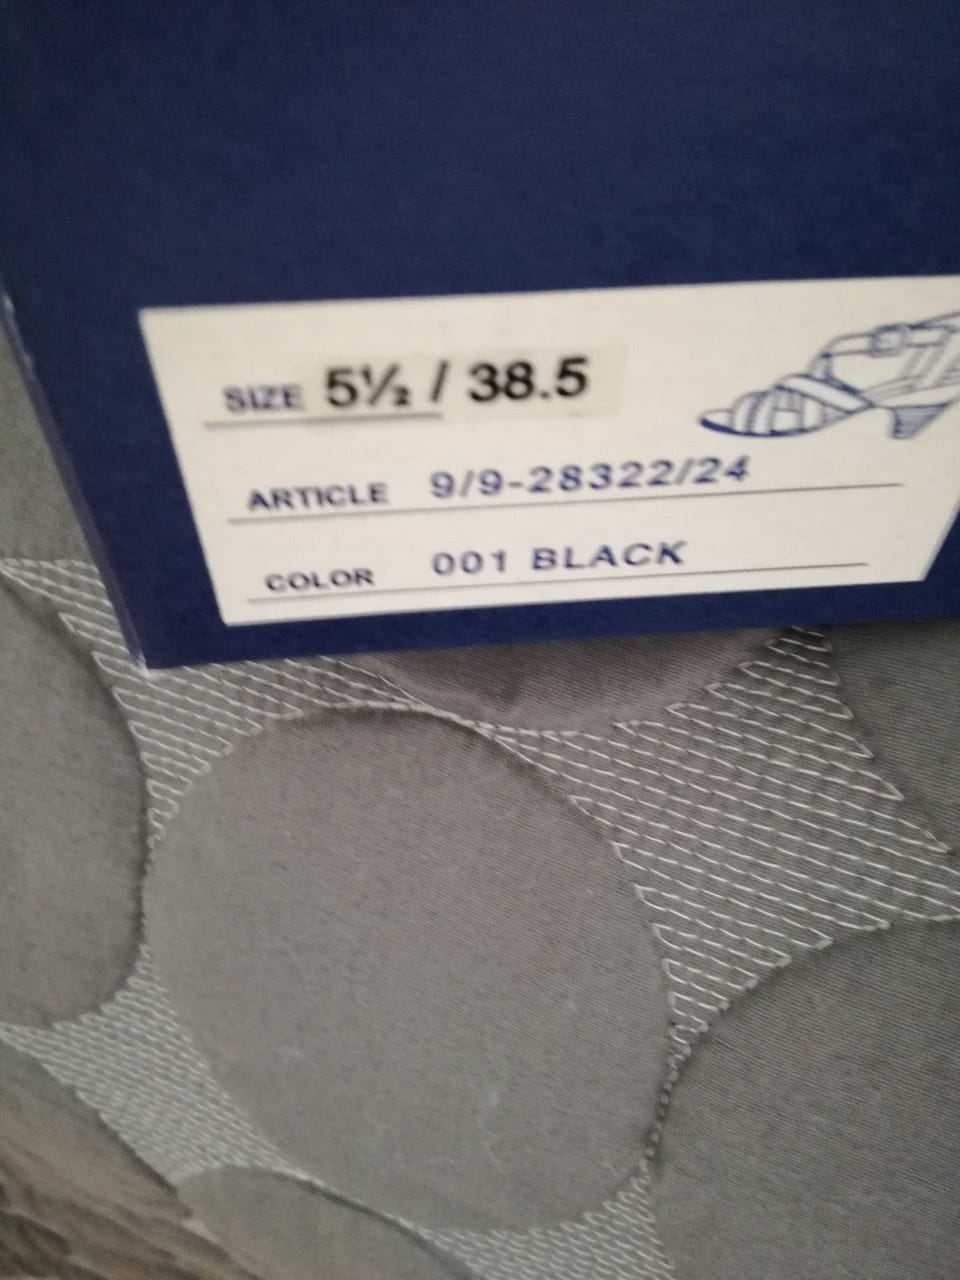 SIZE 5½ / 38.5
ARTICLE 9/9-28322/24
COLOR 001 BLACK